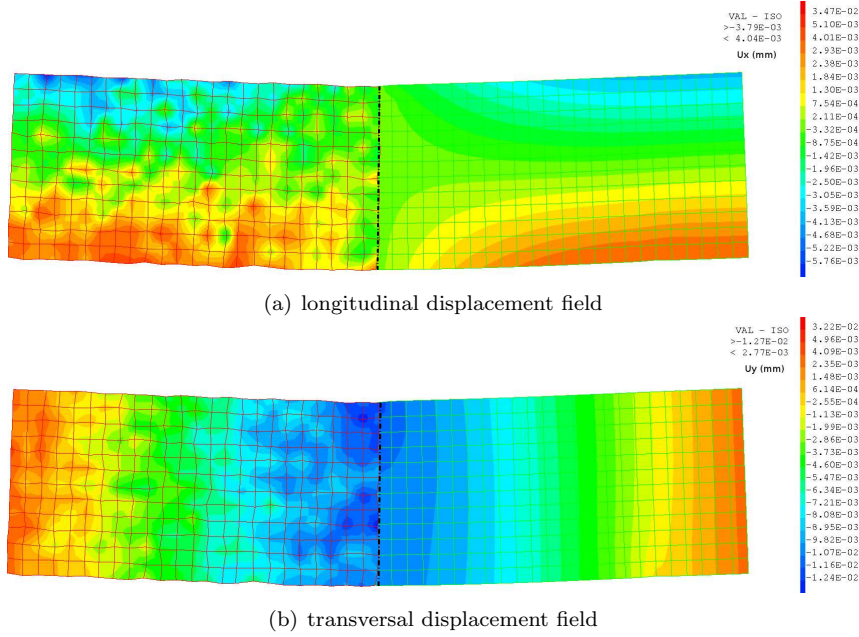 VAL - ISO
>-3.79E-03
< 4.04E-03
Ux (mm)
3.47E-02
5.11E-03
4.01E-03
2.93E-03
1.84E-03
1.30E-03
7.54E-04
2.11E-04
-3.32E-04
-8.75E-04
-1.42E-03
-1.97E-03
-2.50E-03
-3.05E-03
-3.59E-03
-4.13E-03
-4.68E-03
-5.22E-03
-5.76E-03
(a) longitudinal displacement field
VAL - ISO
>-1.27E-02
< 2.77E-03
Uy (mm)
3.22E-02
4.96E-03
4.09E-03
2.35E-03
1.48E-03
6.14E-04
-2.55E-04
-1.13E-03
-1.99E-03
-2.86E-03
-3.73E-03
-4.60E-03
-5.47E-03
-6.34E-03
-7.21E-03
-8.08E-03
-8.95E-03
-9.82E-03
-1.07E-02
-1.16E-02
-1.24E-02
(b) transversal displacement field